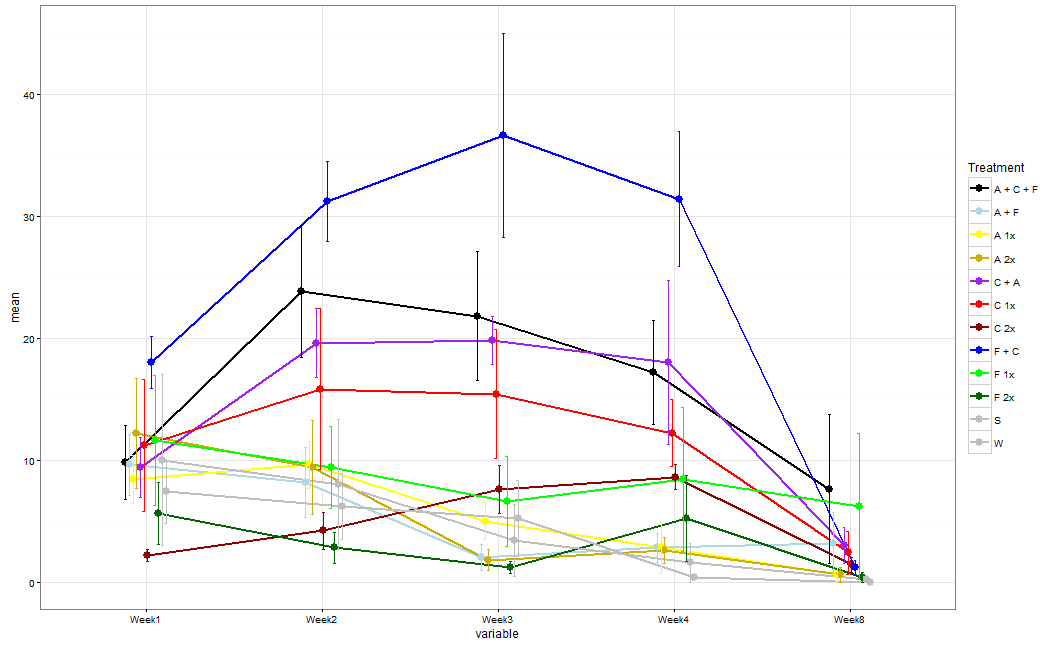 mean
40
30
20
10
0
Week1
Week2
Week3
Week4
Week8
variable
Treatment
A + C + F
A + F
A 1x
A 2x
C + A
C 1x
C 2x
F + C
F 1x
F 2x
S
W